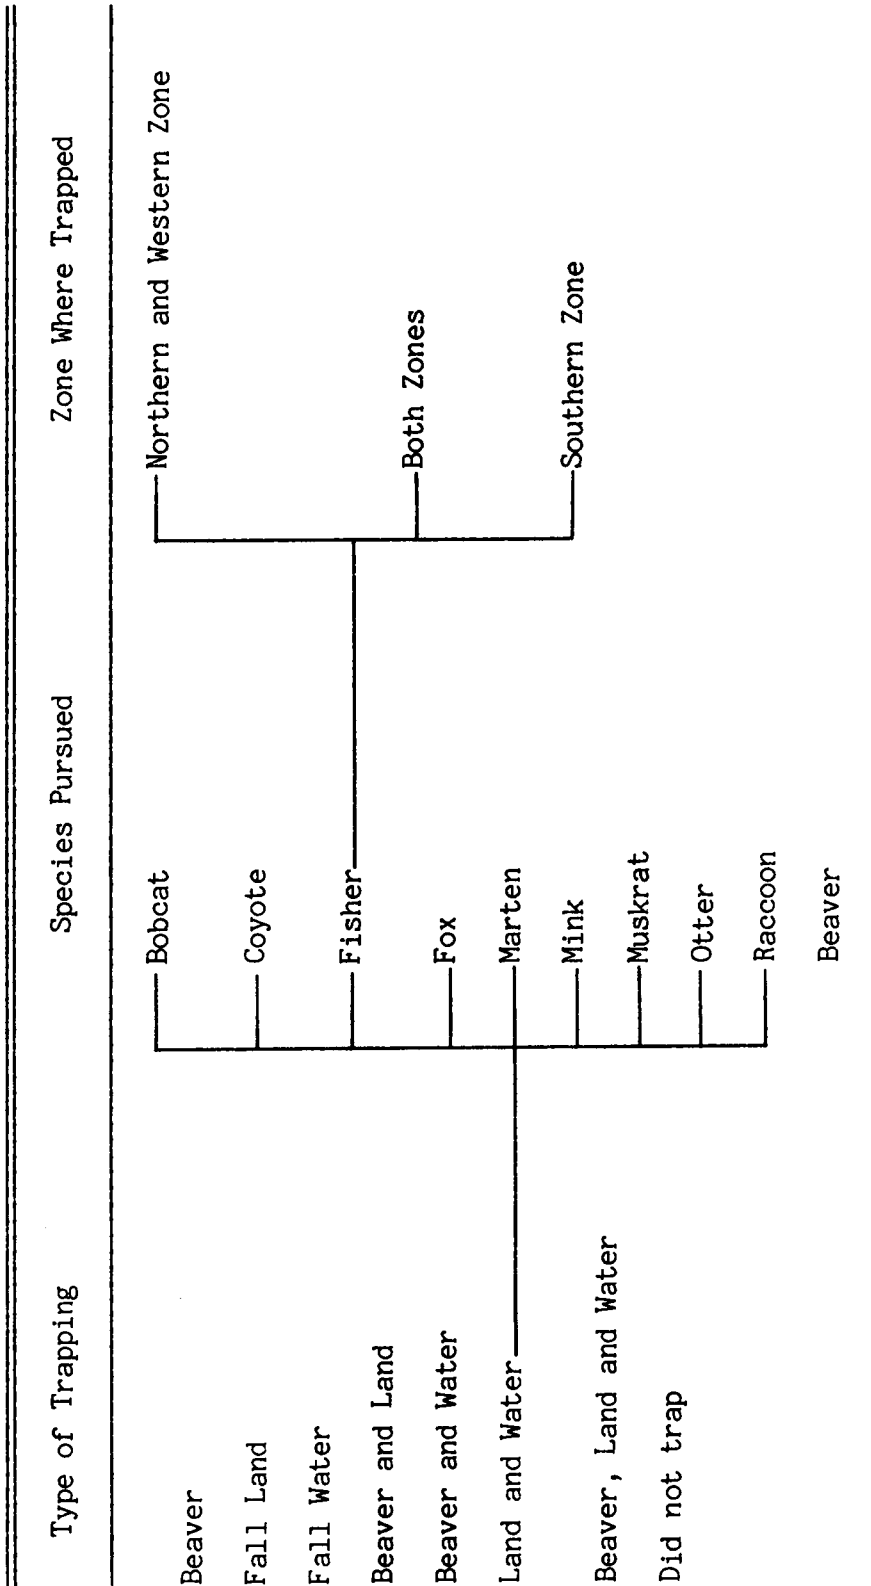 Type of Trapping
Species Pursued
Zone Where Trapped
Beaver
Fall Land
Fall Water
Beaver and Land
Beaver and Water
Land and Water
Beaver, Land and Water
Did not trap
Bobcat
Coyote
Fisher
Fox
Marten
Mink
Muskrat
Otter
Raccoon
Beaver
Northern and Western Zone
Both Zones
Southern Zone